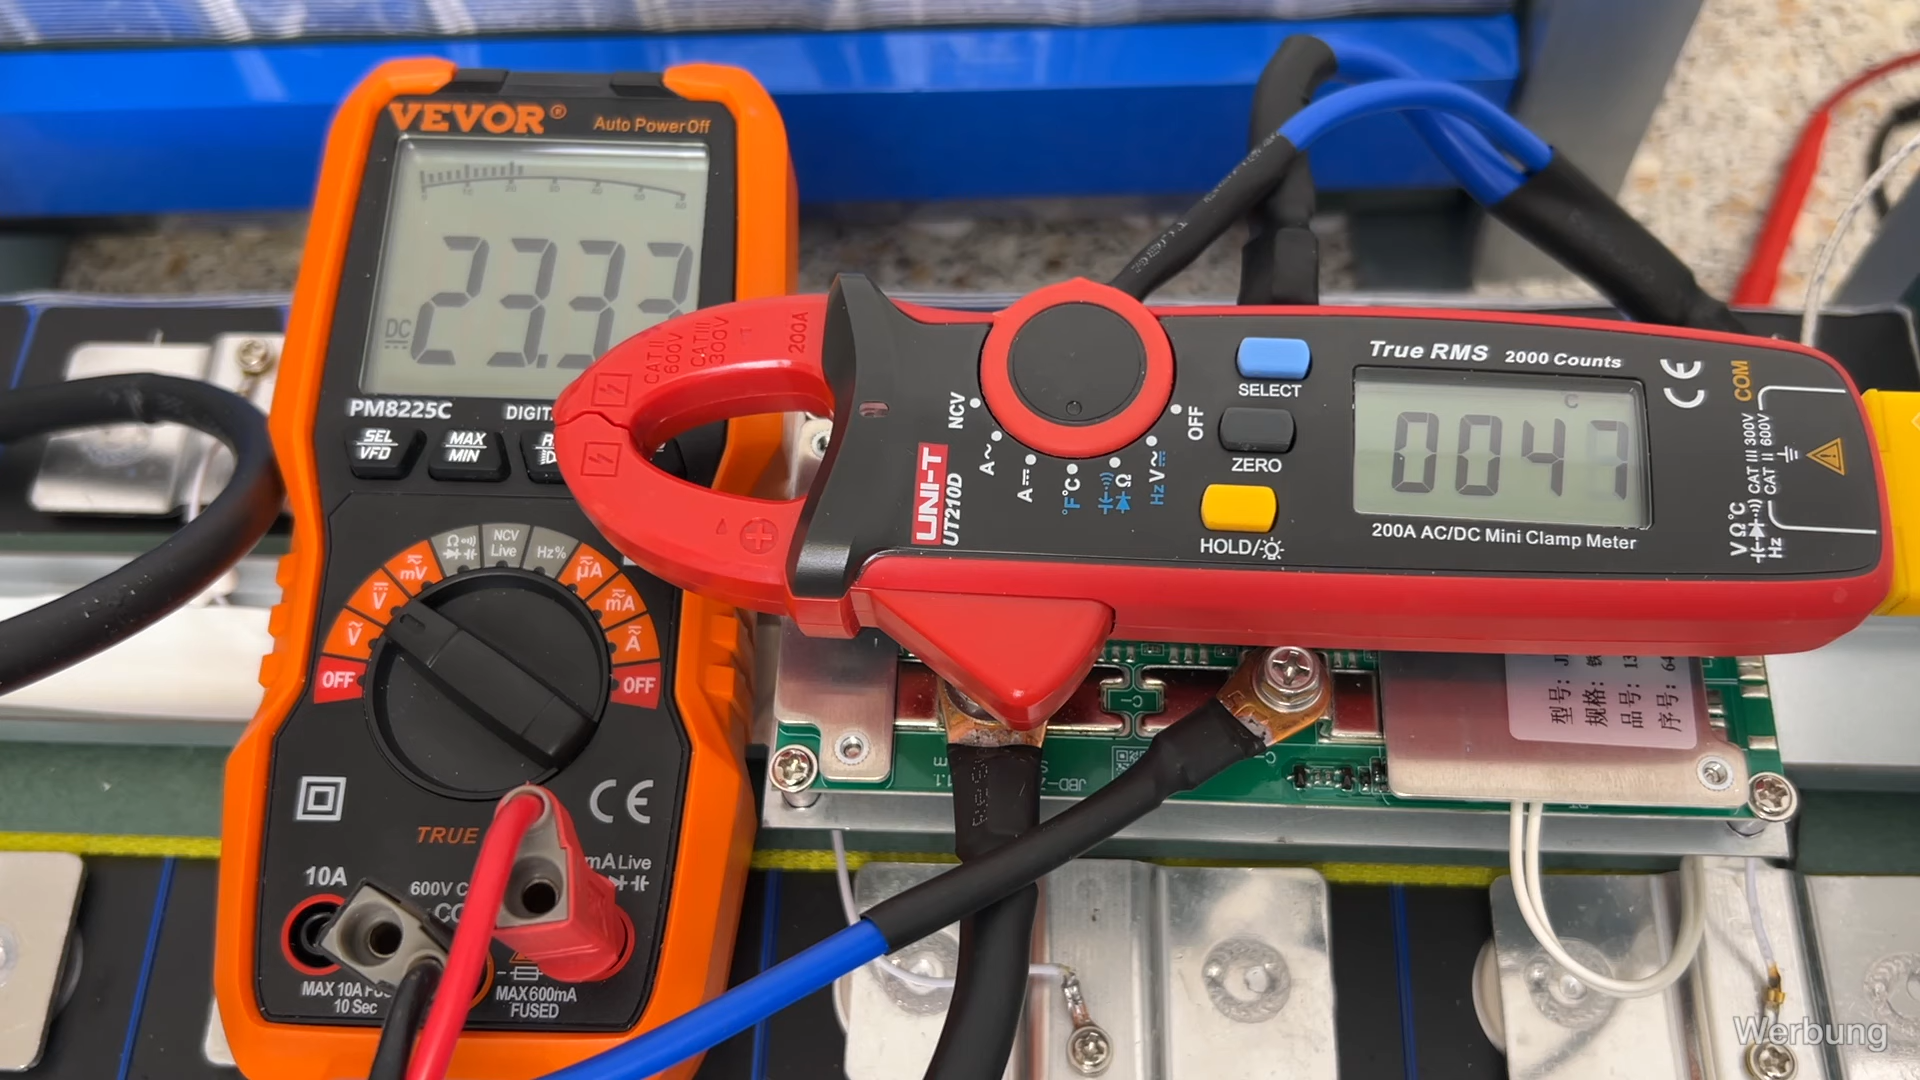 VEVOR®
Auto Power Off
DC
PM8225C
SEL
VFD
MAX
MIN
NCV
Live
Hz%
mV
V
V
μA
mA
A
OFF
OFF
TRUE
10A
600V
mA Live
MAX 10A
10 Sec
MAX 600mA
FUSED
CE
CAT II
600V
CAT III
300V
200A
UNI-T
UT210D
NCV
A~
A
°F°C
Ω
Hz V
OFF
SELECT
ZERO
HOLD/
True RMS 2000 Counts
°C
0047
200A AC/DC Mini Clamp Meter
CE
COM
CAT III 300V
CAT II 600V
V Ω °C
Hz
C-
C-
型号:
规格:
品号: 13
序号: 64
Werbung